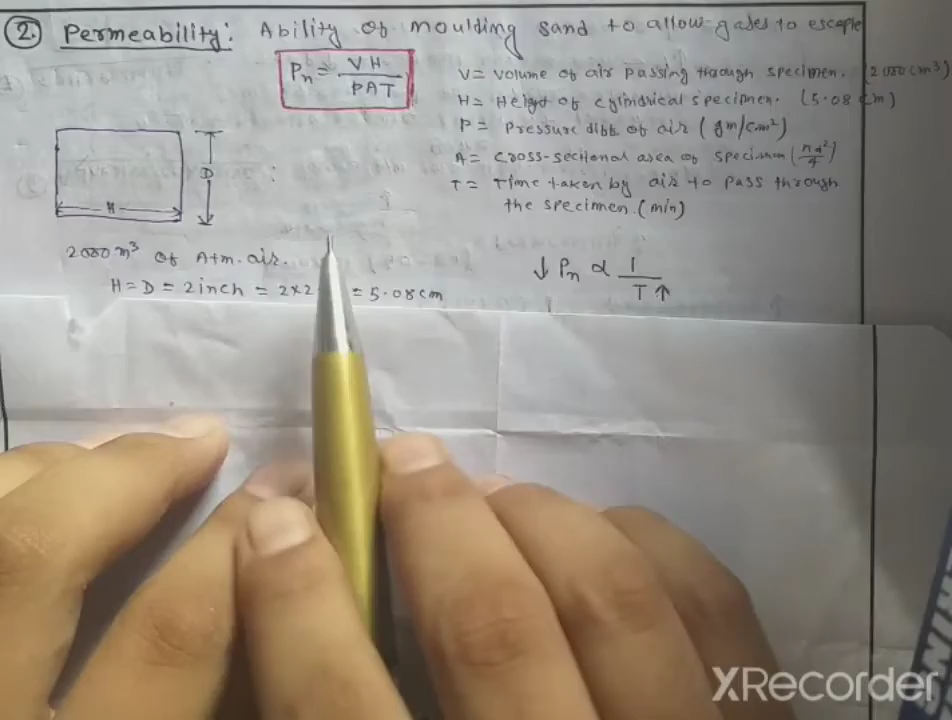 2. Permeability: Ability of moulding sand to allow gases to escape
Pn = VH / PAT
V = volume of air passing through specimen. (2000 cm³)
H = Height of cylindrical specimen. (5.08 cm)
P = Pressure diff of air (gm/cm²)
A = cross-sectional area of specimen (πd²/4)
T = Time taken by air to pass through
the specimen. (min)
H
D
:
2000 m³ of Atm. air.
H = D = 2 inch = 2×2 = 5.08 cm
↓ Pn ∝ 1 / T ↑
XRecorder